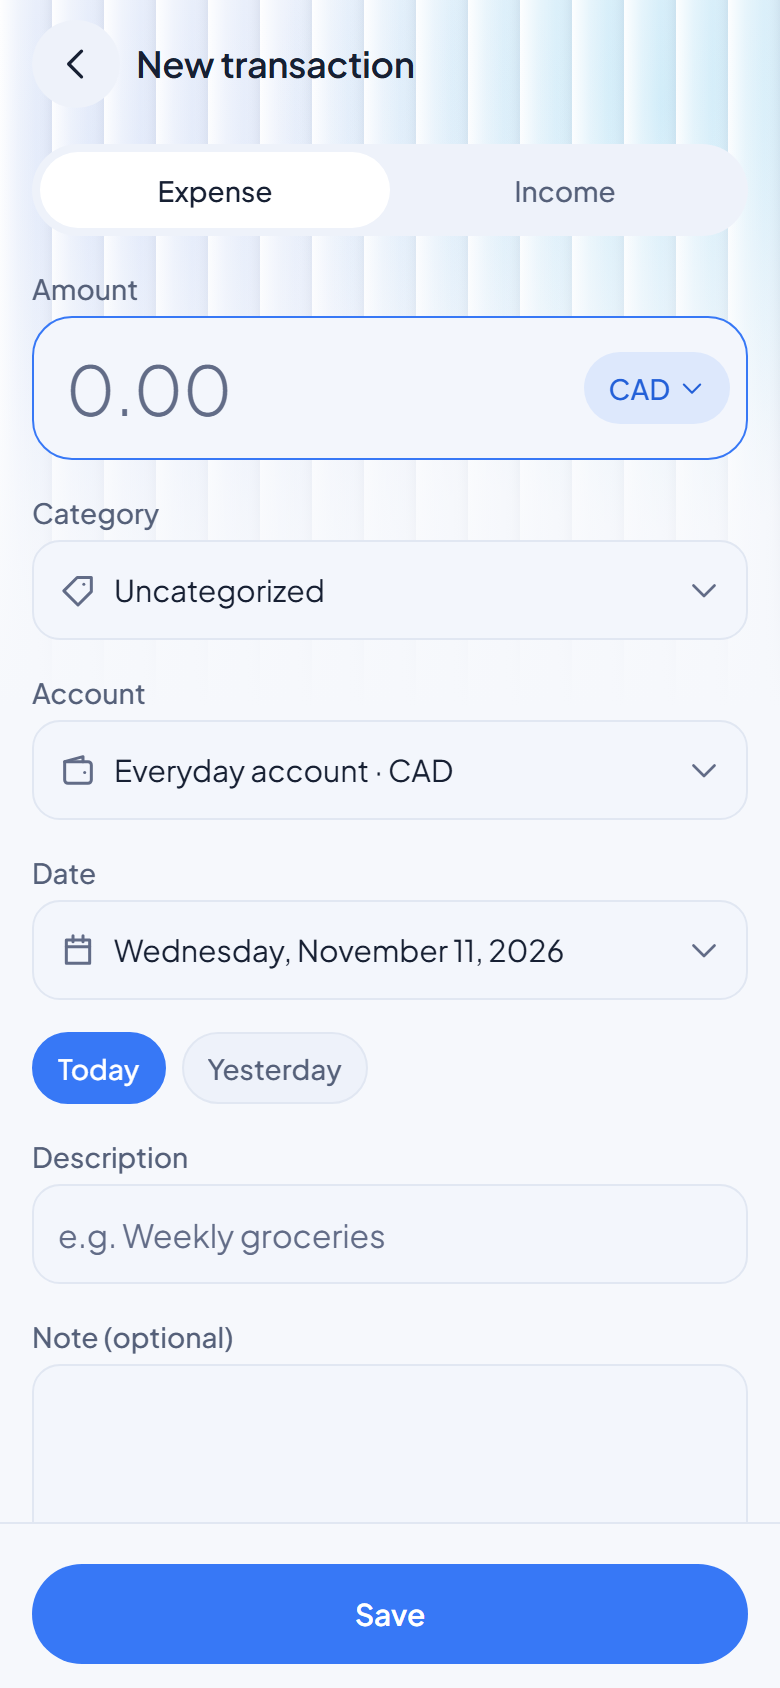 New transaction
Expense
Income
Amount
0.00
CAD
Category
Uncategorized
Account
Everyday account · CAD
Date
Wednesday, November 11, 2026
Today
Yesterday
Description
e.g. Weekly groceries
Note (optional)
Save